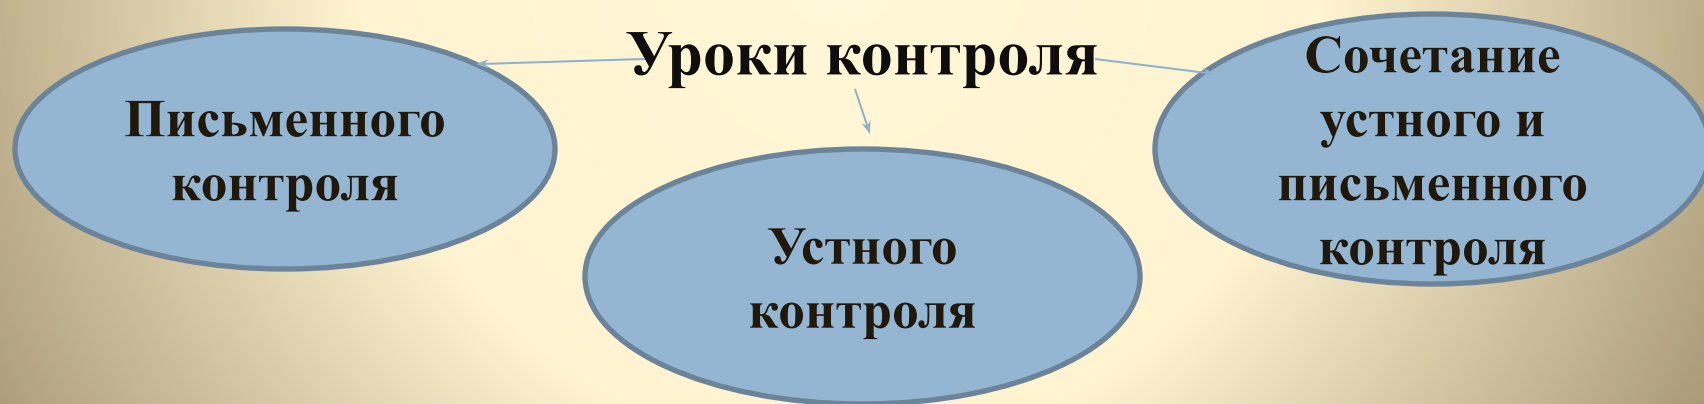 Уроки контроля
Письменного
контроля
Устного
контроля
Сочетание
устного и
письменного
контроля